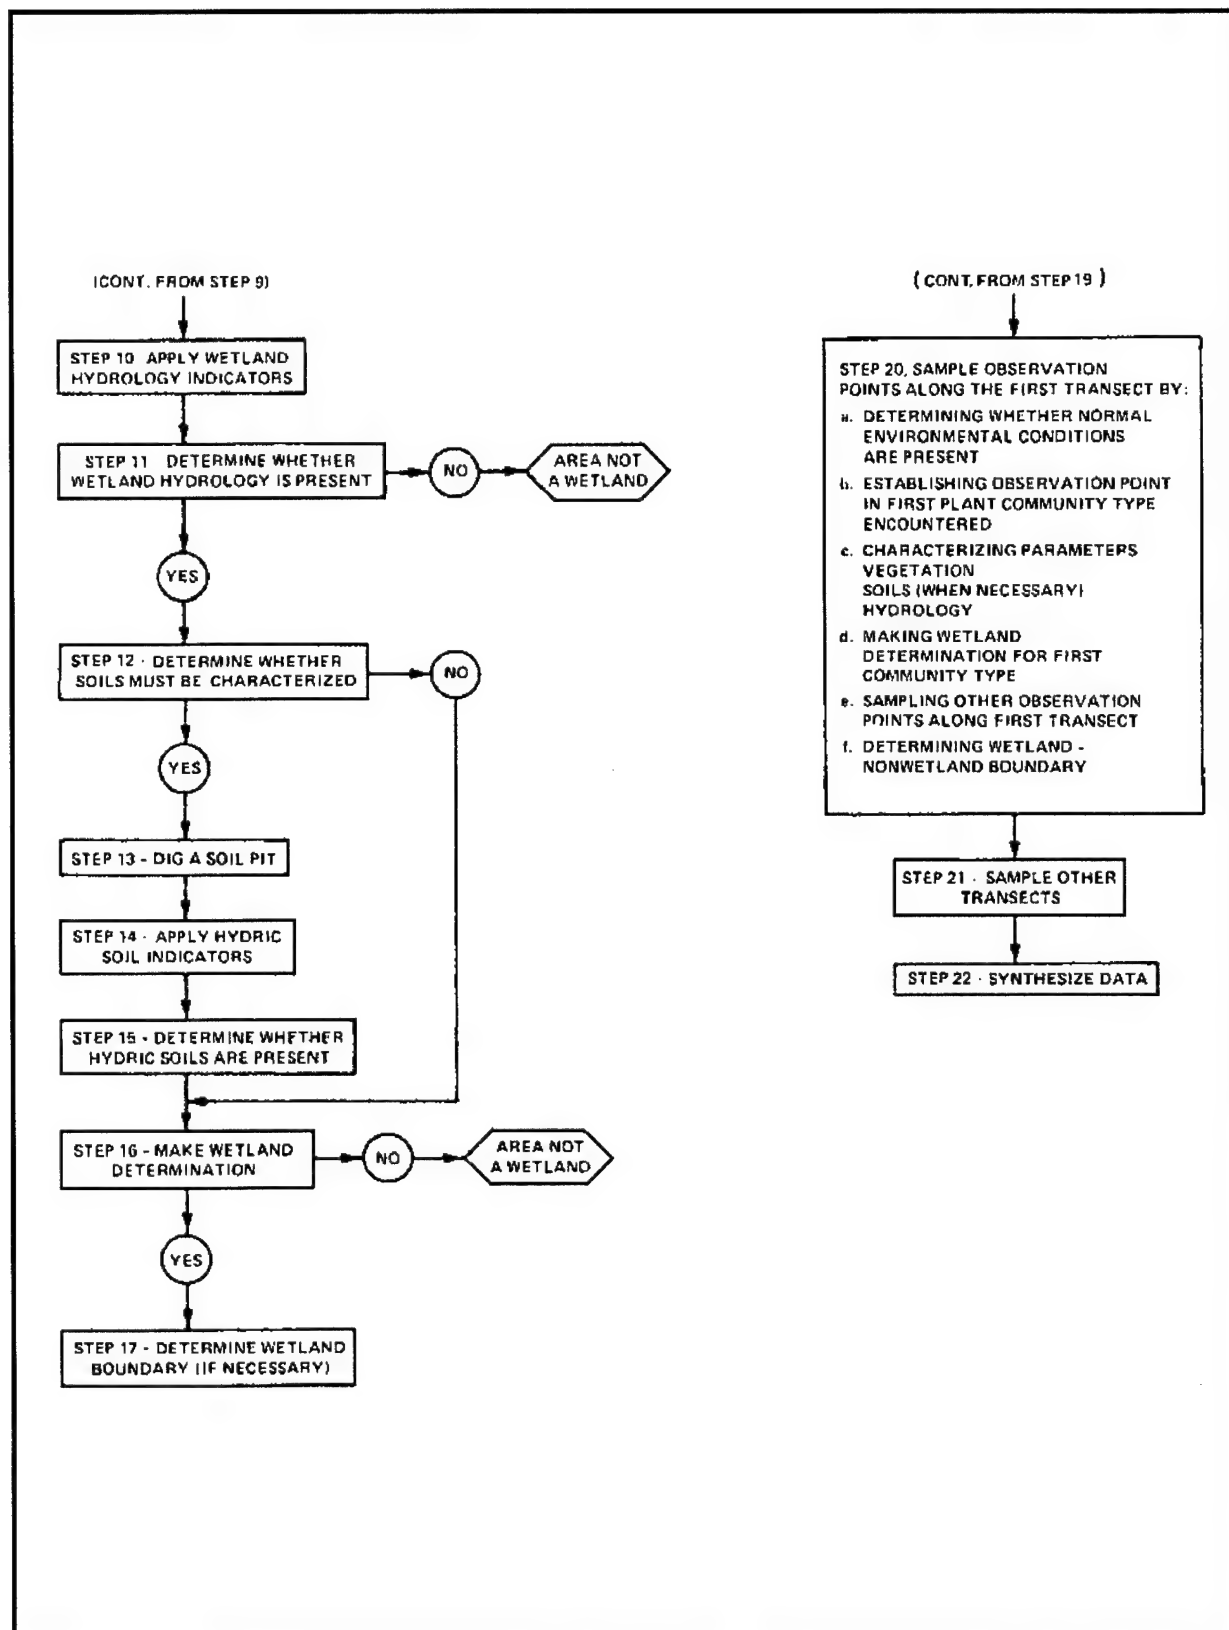 (CONT. FROM STEP 9)
STEP 10 APPLY WETLAND
HYDROLOGY INDICATORS
STEP 11 DETERMINE WHETHER
WETLAND HYDROLOGY IS PRESENT
NO
AREA NOT
A WETLAND
YES
STEP 12 - DETERMINE WHETHER
SOILS MUST BE CHARACTERIZED
NO
YES
STEP 13 - DIG A SOIL PIT
STEP 14 - APPLY HYDRIC
SOIL INDICATORS
STEP 15 - DETERMINE WHETHER
HYDRIC SOILS ARE PRESENT
STEP 16 - MAKE WETLAND
DETERMINATION
NO
AREA NOT
A WETLAND
YES
STEP 17 - DETERMINE WETLAND
BOUNDARY (IF NECESSARY)
( CONT. FROM STEP 19 )
STEP 20, SAMPLE OBSERVATION
POINTS ALONG THE FIRST TRANSECT BY:
a. DETERMINING WHETHER NORMAL
ENVIRONMENTAL CONDITIONS
ARE PRESENT
b. ESTABLISHING OBSERVATION POINT
IN FIRST PLANT COMMUNITY TYPE
ENCOUNTERED
c. CHARACTERIZING PARAMETERS
VEGETATION
SOILS (WHEN NECESSARY)
HYDROLOGY
d. MAKING WETLAND
DETERMINATION FOR FIRST
COMMUNITY TYPE
e. SAMPLING OTHER OBSERVATION
POINTS ALONG FIRST TRANSECT
f. DETERMINING WETLAND -
NONWETLAND BOUNDARY
STEP 21 - SAMPLE OTHER
TRANSECTS
STEP 22 - SYNTHESIZE DATA